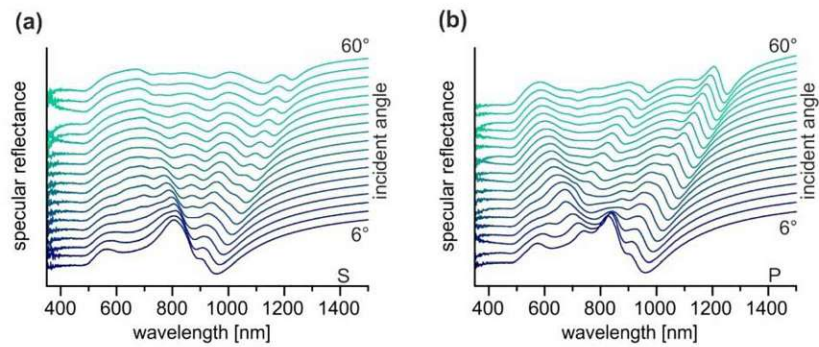 (a)
60°
specular reflectance
incident angle
6°
S
400 600 800 1000 1200 1400
wavelength [nm]
(b)
60°
specular reflectance
incident angle
6°
P
400 600 800 1000 1200 1400
wavelength [nm]